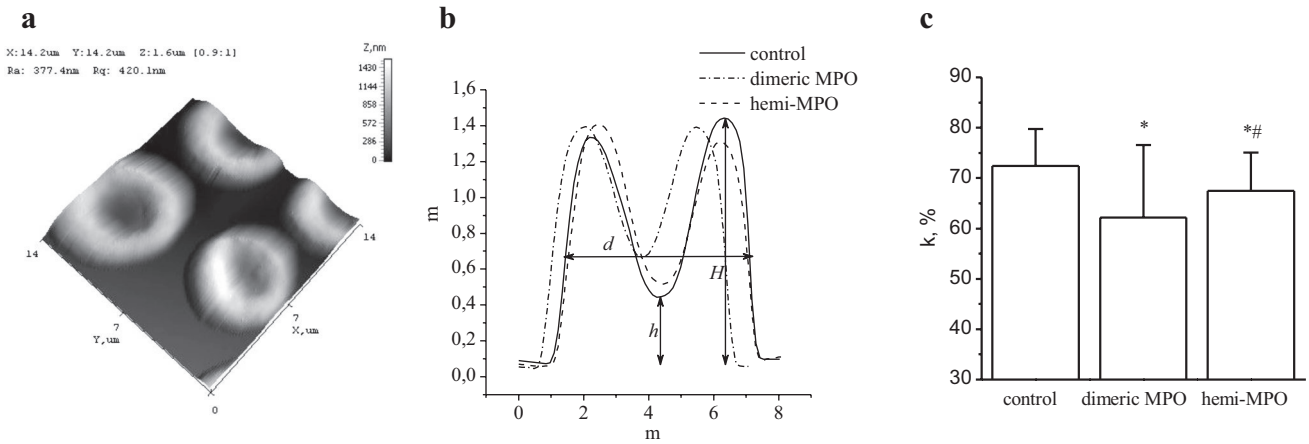 a
X:14.2um Y:14.2um Z:1.6um [0.9:1]
Ra: 377.4nm Rq: 420.1nm
Z,nm
1430
1144
858
572
286
0
14
7
Y,um
0
7
X,um
14
b
control
dimeric MPO
hemi-MPO
1,6
1,4
1,2
1,0
0,8
0,6
0,4
0,2
0,0
m
d
H
h
0 2 4 6 8
m
c
90
80
70
60
50
40
30
k, %
*
*#
control dimeric MPO hemi-MPO